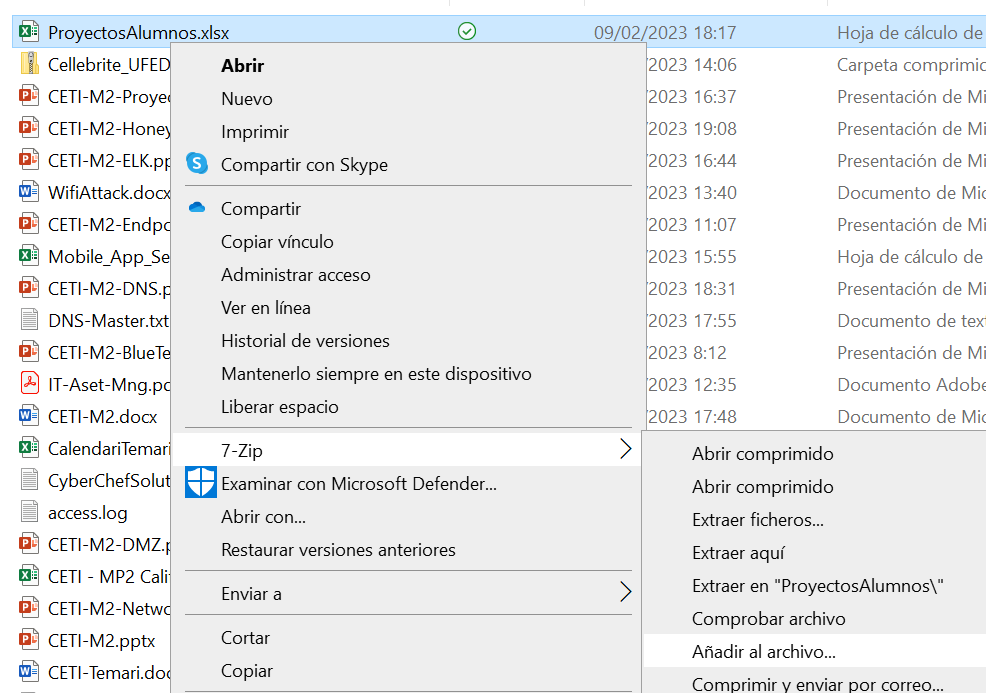 ProyectosAlumnos.xlsx 09/02/2023 18:17 Hoja de cálculo de
Cellebrite_UFED /2023 14:06 Carpeta comprimic
CETI-M2-Proyec /2023 16:37 Presentación de Mi
CETI-M2-Honey /2023 19:08 Presentación de Mi
CETI-M2-ELK.pp /2023 16:44 Presentación de Mi
WifiAttack.docx /2023 13:40 Documento de Mic
CETI-M2-Endpo /2023 11:07 Presentación de Mi
Mobile_App_Se /2023 15:55 Hoja de cálculo de
CETI-M2-DNS.p /2023 18:31 Presentación de Mi
DNS-Master.txt /2023 17:55 Documento de text
CETI-M2-BlueTe /2023 8:12 Presentación de Mi
IT-Aset-Mng.pd /2023 12:35 Documento Adobe
CETI-M2.docx /2023 17:48 Documento de Mic
CalendariTemari
CyberChefSolut
access.log
CETI-M2-DMZ.p
CETI - MP2 Calif
CETI-M2-Netwo
CETI-M2.pptx
CETI-Temari.doc
Abrir
Nuevo
Imprimir
Compartir con Skype
Compartir
Copiar vínculo
Administrar acceso
Ver en línea
Historial de versiones
Mantenerlo siempre en este dispositivo
Liberar espacio
7-Zip
Examinar con Microsoft Defender...
Abrir con...
Restaurar versiones anteriores
Enviar a
Cortar
Copiar
Abrir comprimido
Abrir comprimido
Extraer ficheros...
Extraer aquí
Extraer en "ProyectosAlumnos\"
Comprobar archivo
Añadir al archivo...
Comprimir y enviar por correo...